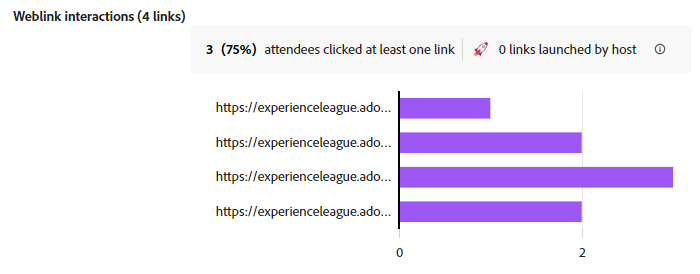 Weblink interactions (4 links)
3 (75%) attendees clicked at least one link 0 links launched by host
https://experienceleague.ado...
https://experienceleague.ado...
https://experienceleague.ado...
https://experienceleague.ado...
0 2